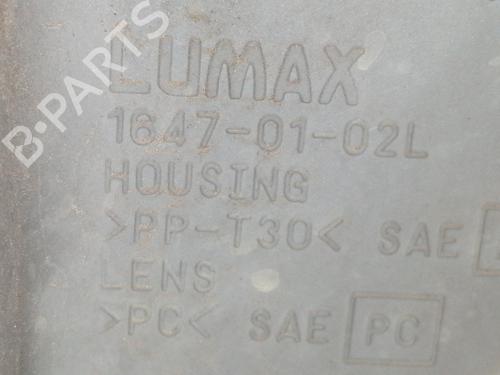 B-PARTS
LUMAX
1647-01-02L
HOUSING
>PP-T30< SAE
LENS
>PC< SAE PC